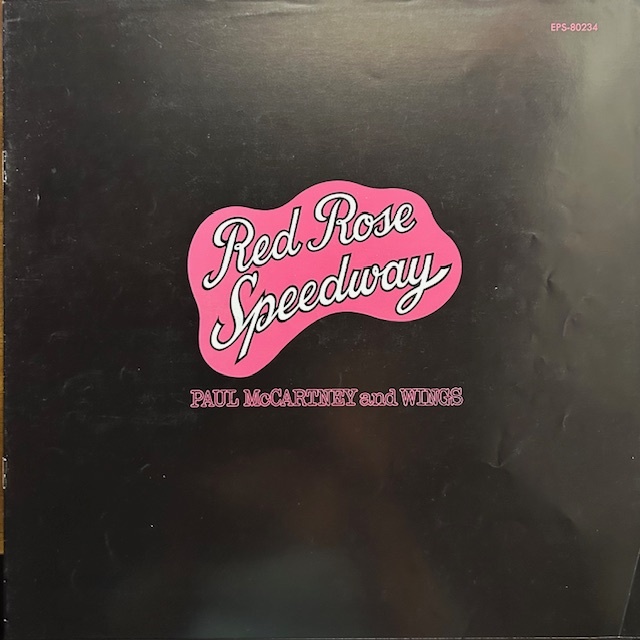 EPS-80234
Red Rose
Speedway
PAUL McCARTNEY and WINGS